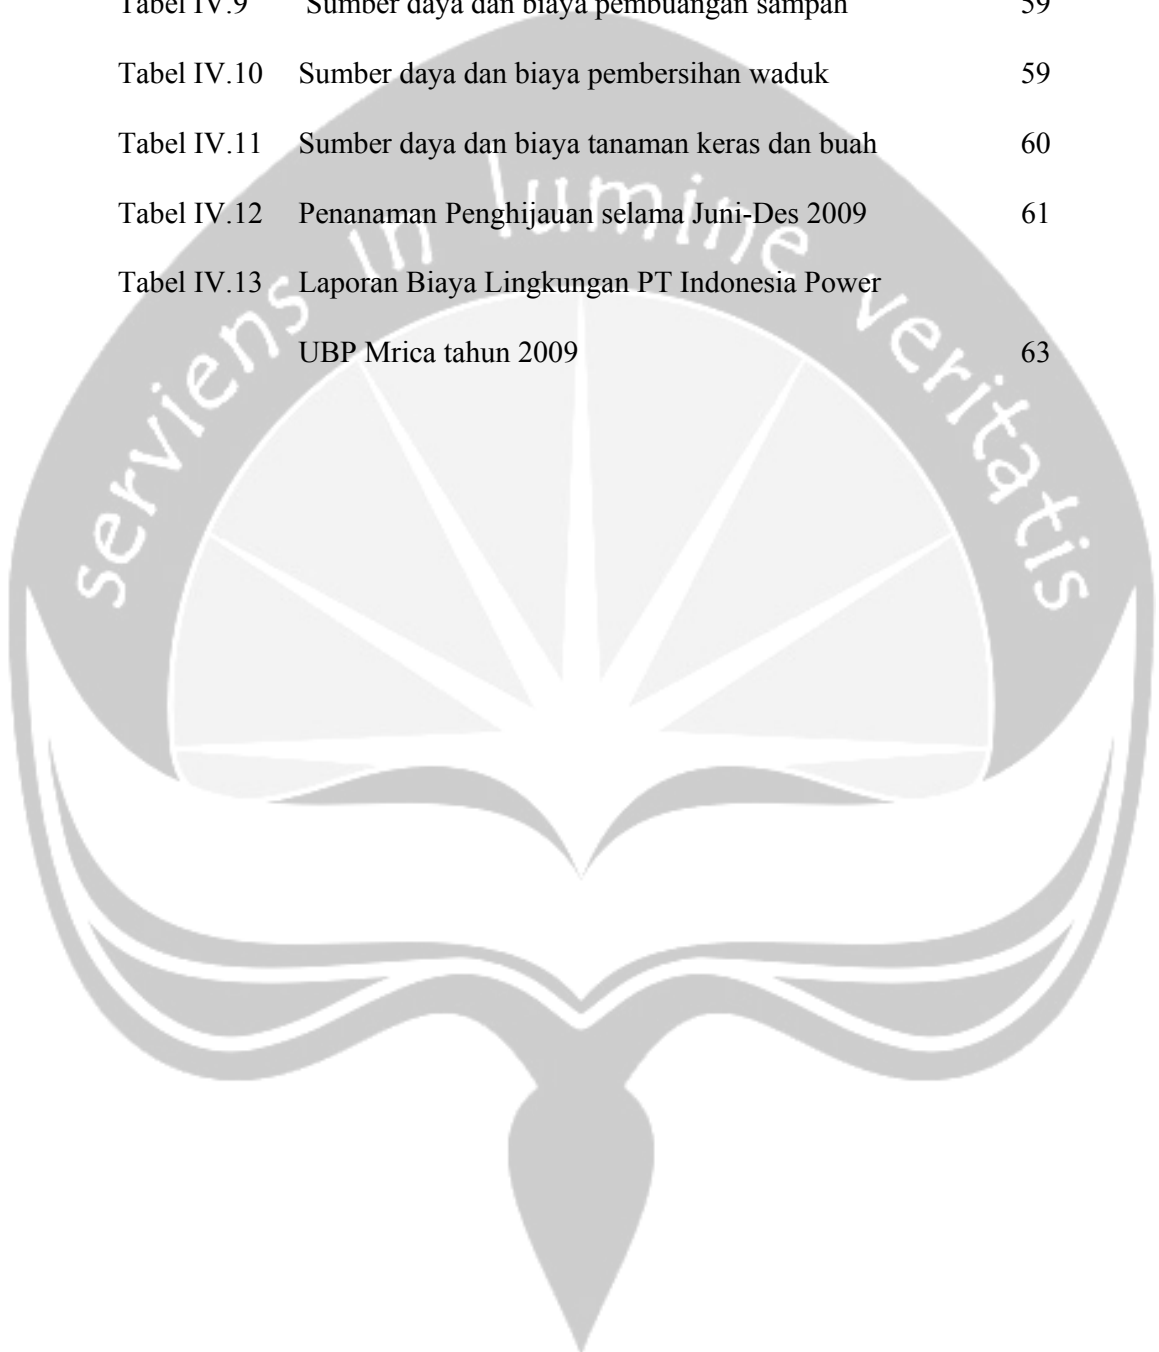 Tabel IV.9 Sumber daya dan biaya pembuangan sampah 59
Tabel IV.10 Sumber daya dan biaya pembersihan waduk 59
Tabel IV.11 Sumber daya dan biaya tanaman keras dan buah 60
Tabel IV.12 Penanaman Penghijauan selama Juni-Des 2009 61
Tabel IV.13 Laporan Biaya Lingkungan PT Indonesia Power
UBP Mrica tahun 2009 63
serviens in lumine veritatis